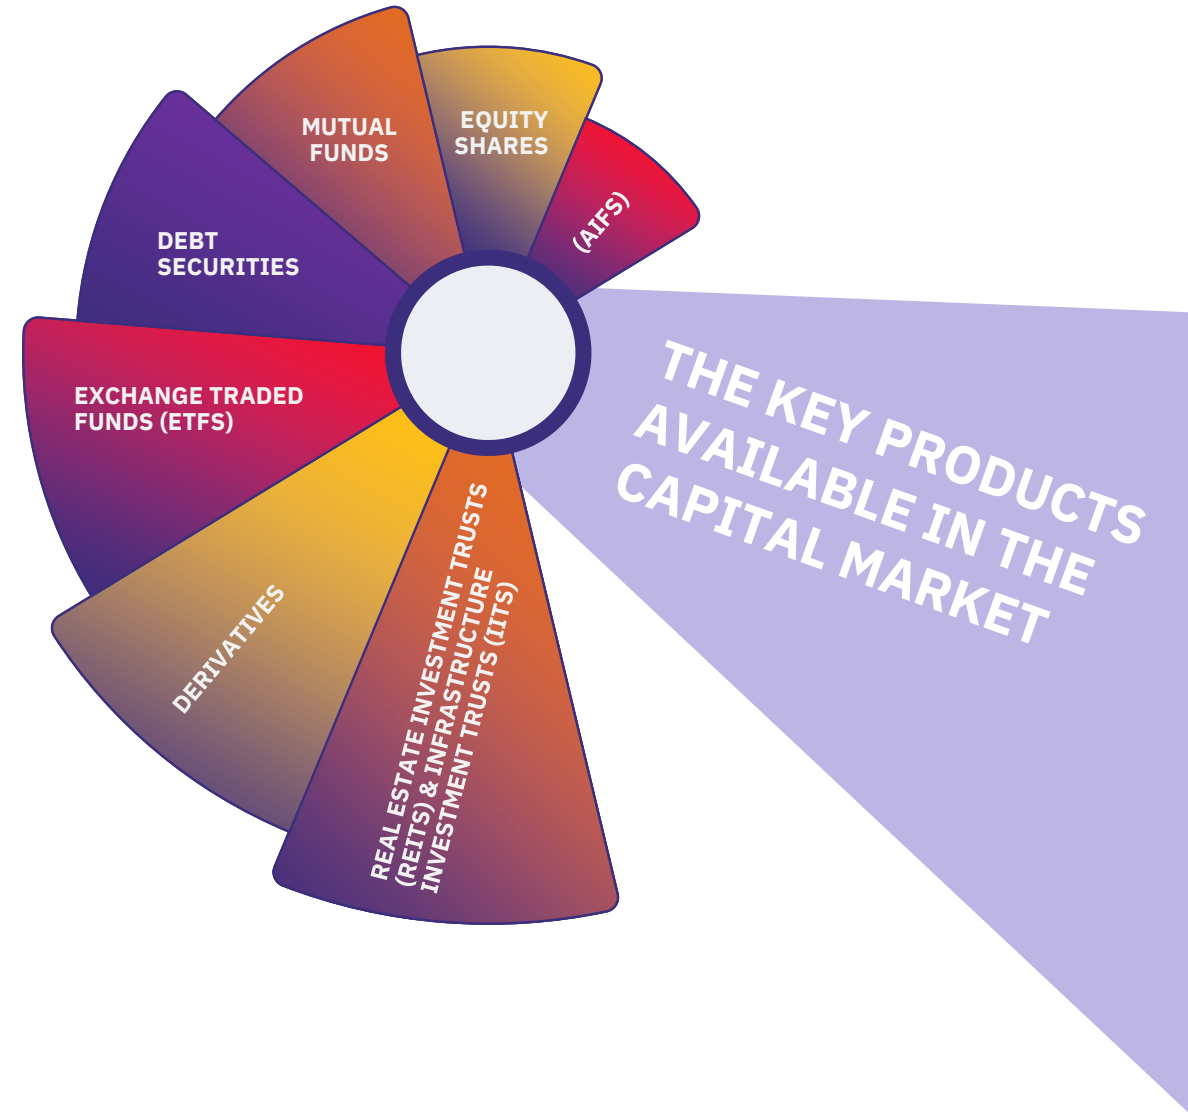 MUTUAL
FUNDS
EQUITY
SHARES
(AIFS)
DEBT
SECURITIES
EXCHANGE TRADED
FUNDS (ETFS)
DERIVATIVES
REAL ESTATE INVESTMENT TRUSTS
(REITS) & INFRASTRUCTURE
INVESTMENT TRUSTS (IITS)
THE KEY PRODUCTS
AVAILABLE IN THE
CAPITAL MARKET